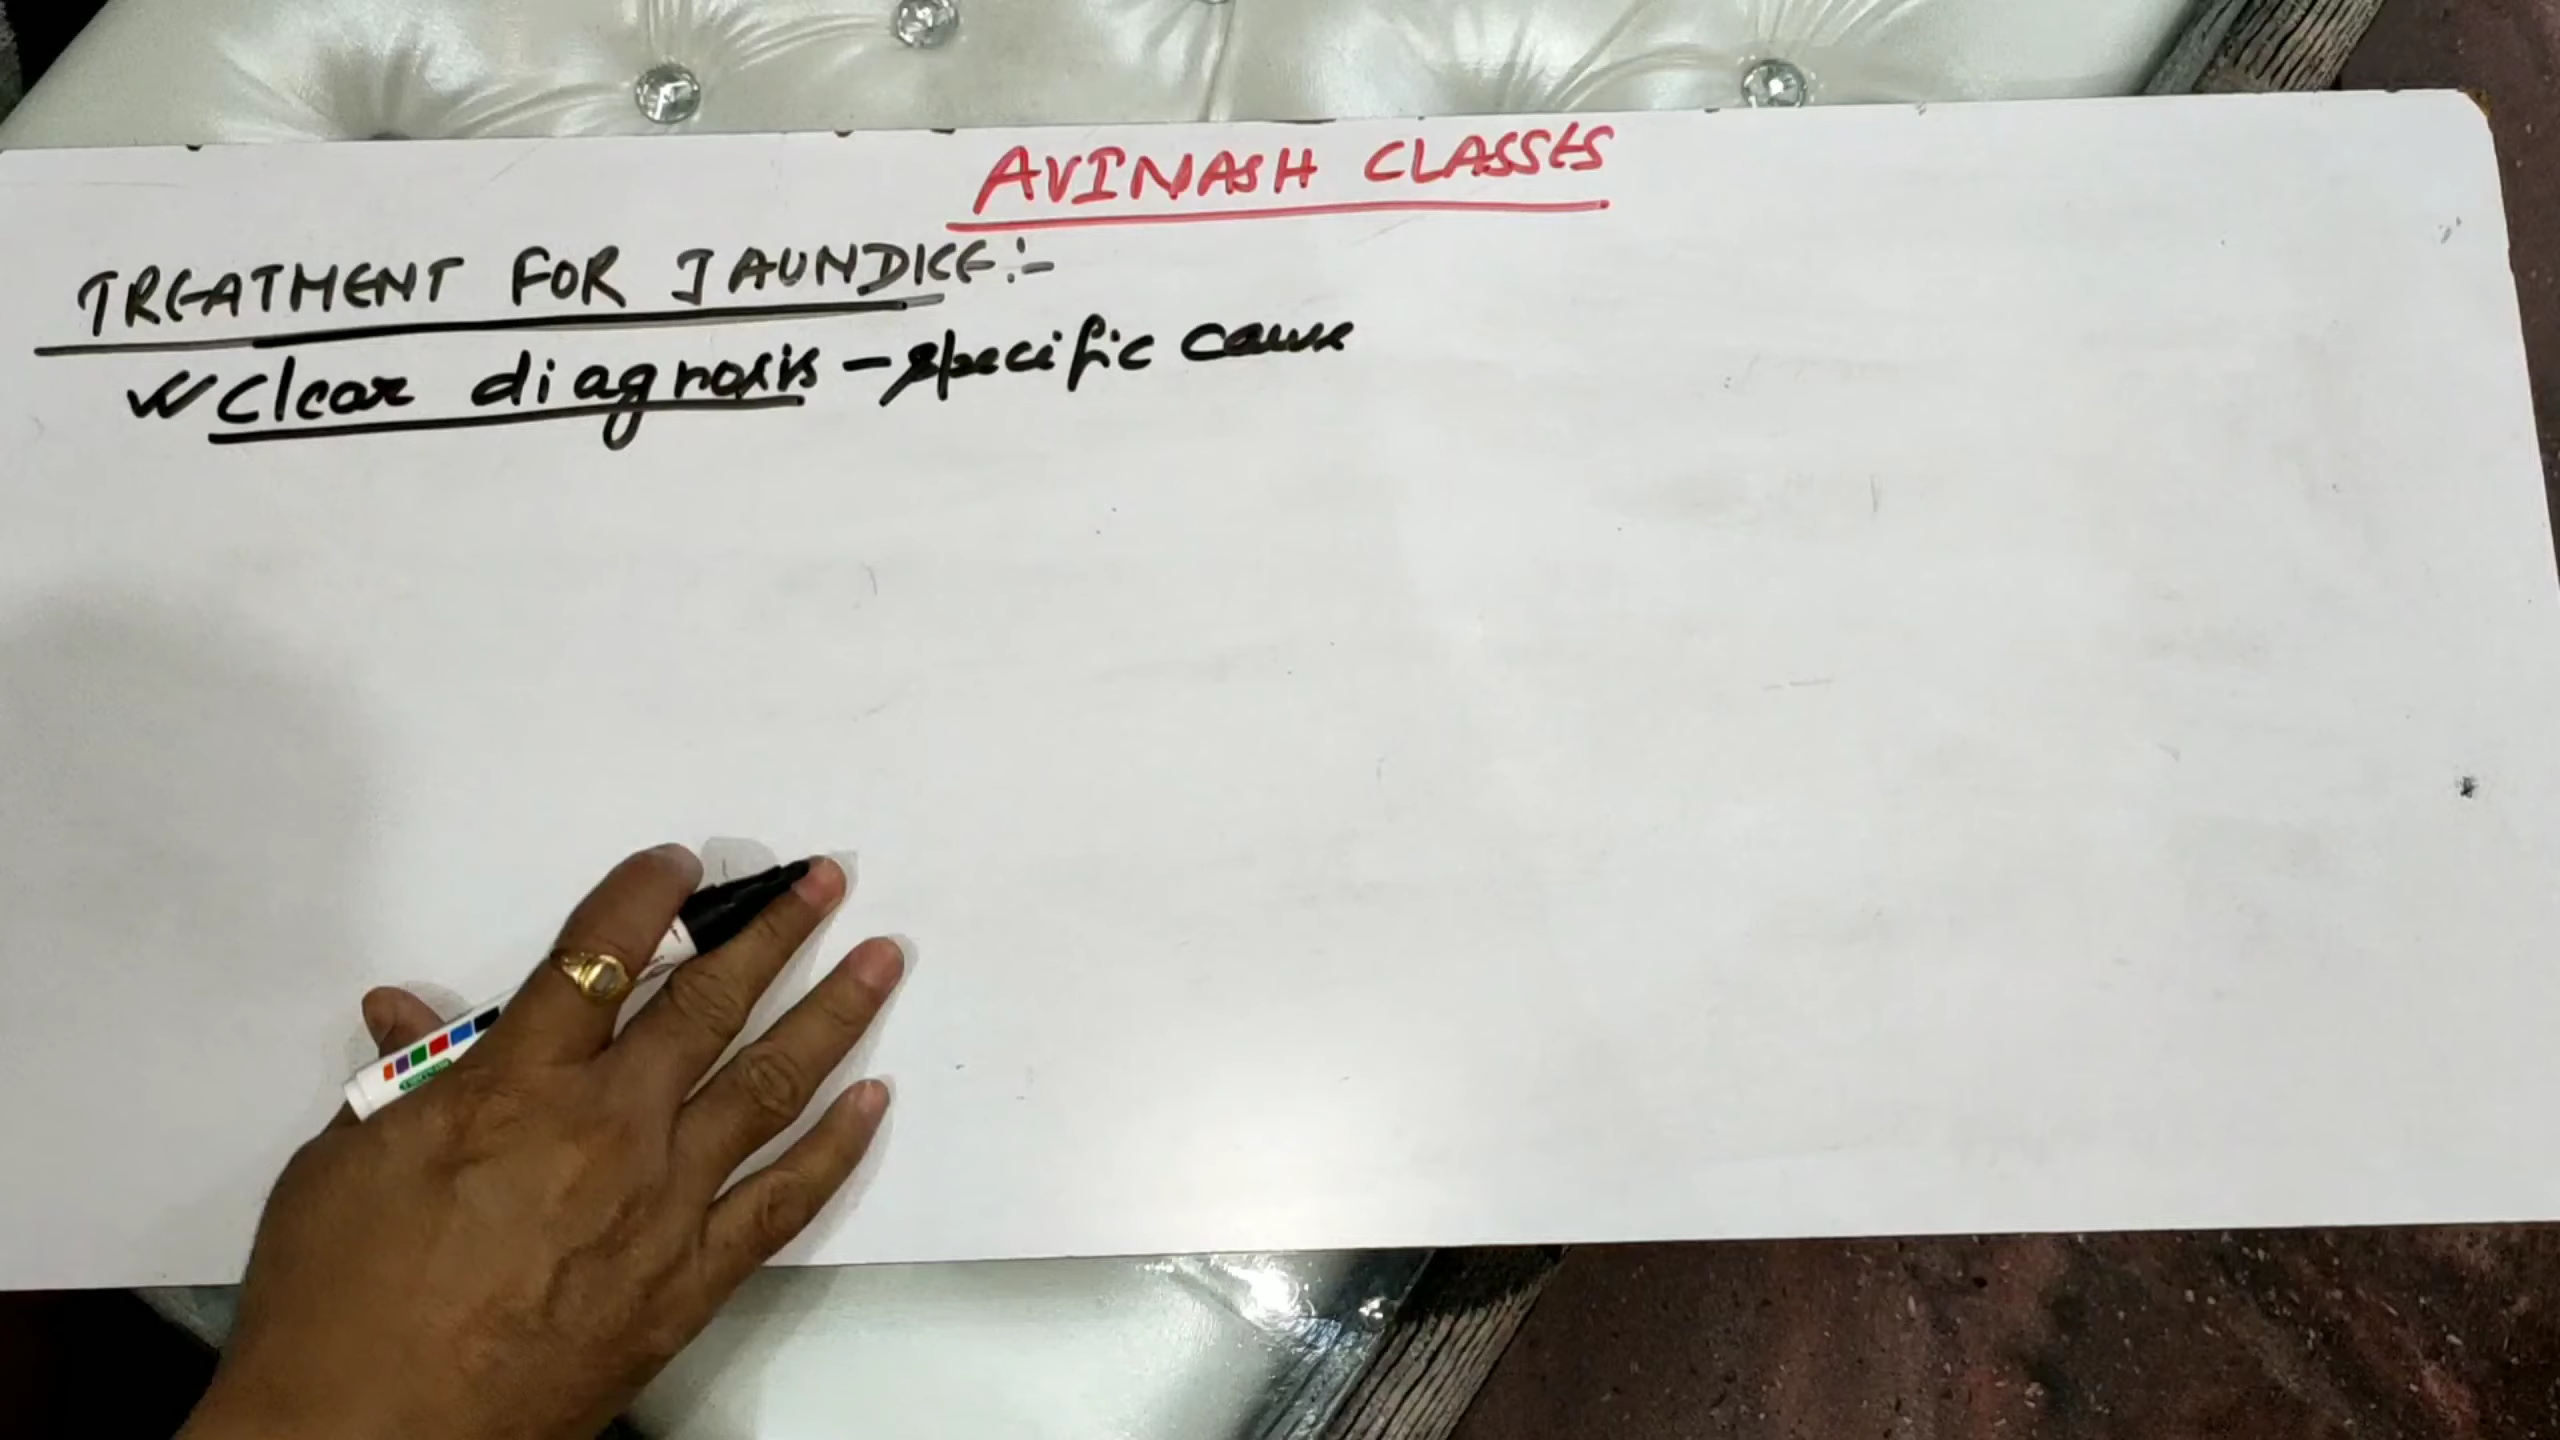 AVINASH CLASSES
TREATMENT FOR JAUNDICE:-
Clear diagnosis - specific cause